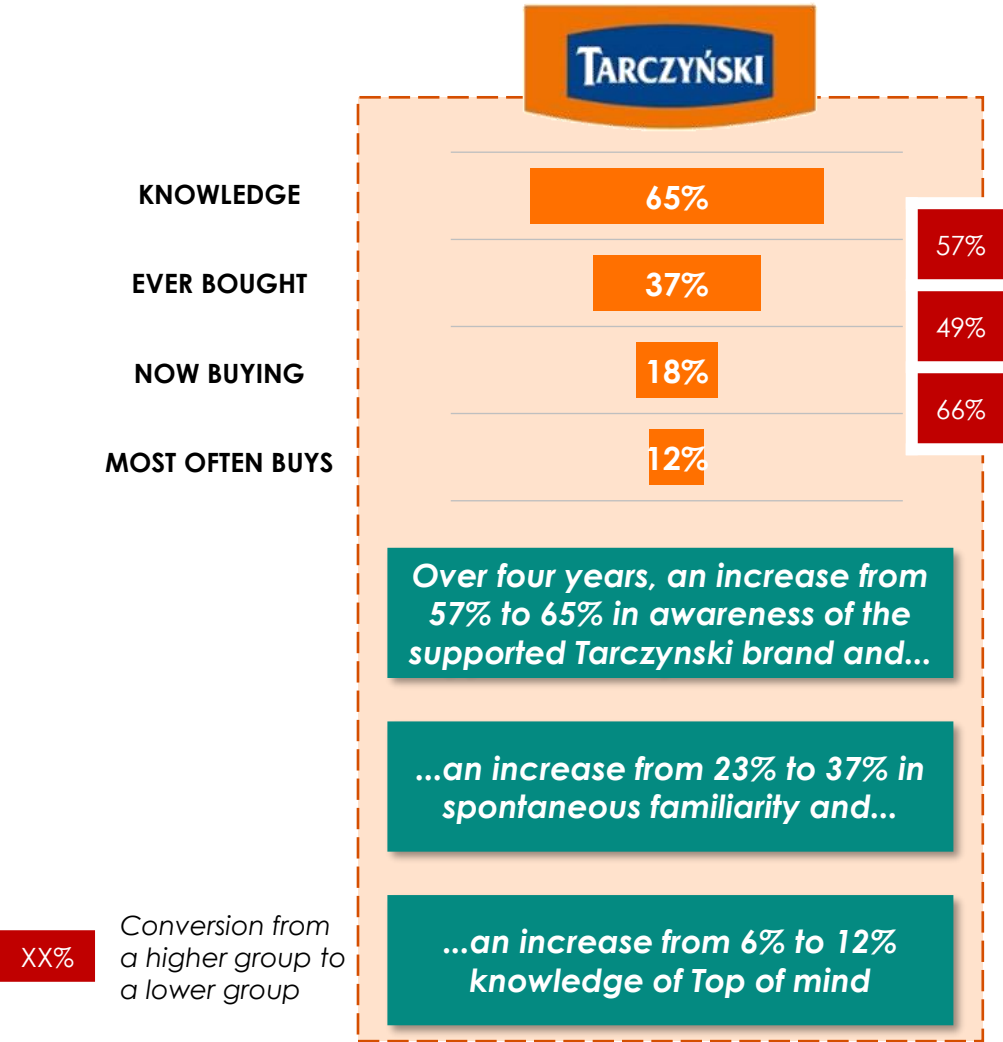 TARCZYŃSKI
KNOWLEDGE
65%
57%
EVER BOUGHT
37%
49%
NOW BUYING
18%
66%
MOST OFTEN BUYS
12%
Over four years, an increase from
57% to 65% in awareness of the
supported Tarczynski brand and...
...an increase from 23% to 37% in
spontaneous familiarity and...
...an increase from 6% to 12%
knowledge of Top of mind
XX%
Conversion from
a higher group to
a lower group